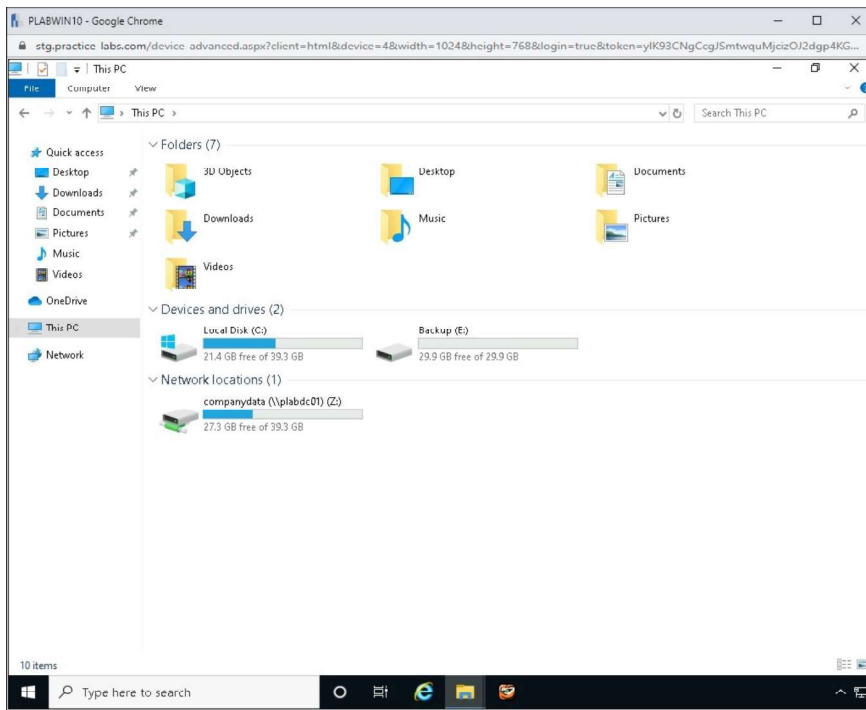 PLABWIN10 - Google Chrome
stg.practice-labs.com/device-advanced.aspx?client=html&device=4&width=1024&height=768&login=true&token=
This PC
File Computer View
This PC
Search This PC
Quick access
Desktop
Downloads
Documents
Pictures
Music
Videos
OneDrive
This PC
Network
Folders (7)
3D Objects Desktop Documents
Downloads Music Pictures
Videos
Devices and drives (2)
Local Disk (C:) Backup (E:)
21.4 GB free of 39.3 GB 29.9 GB free of 29.9 GB
Network locations (1)
companydata (\\plabdc01) (Z:)
27.3 GB free of 39.3 GB
10 items
Type here to search